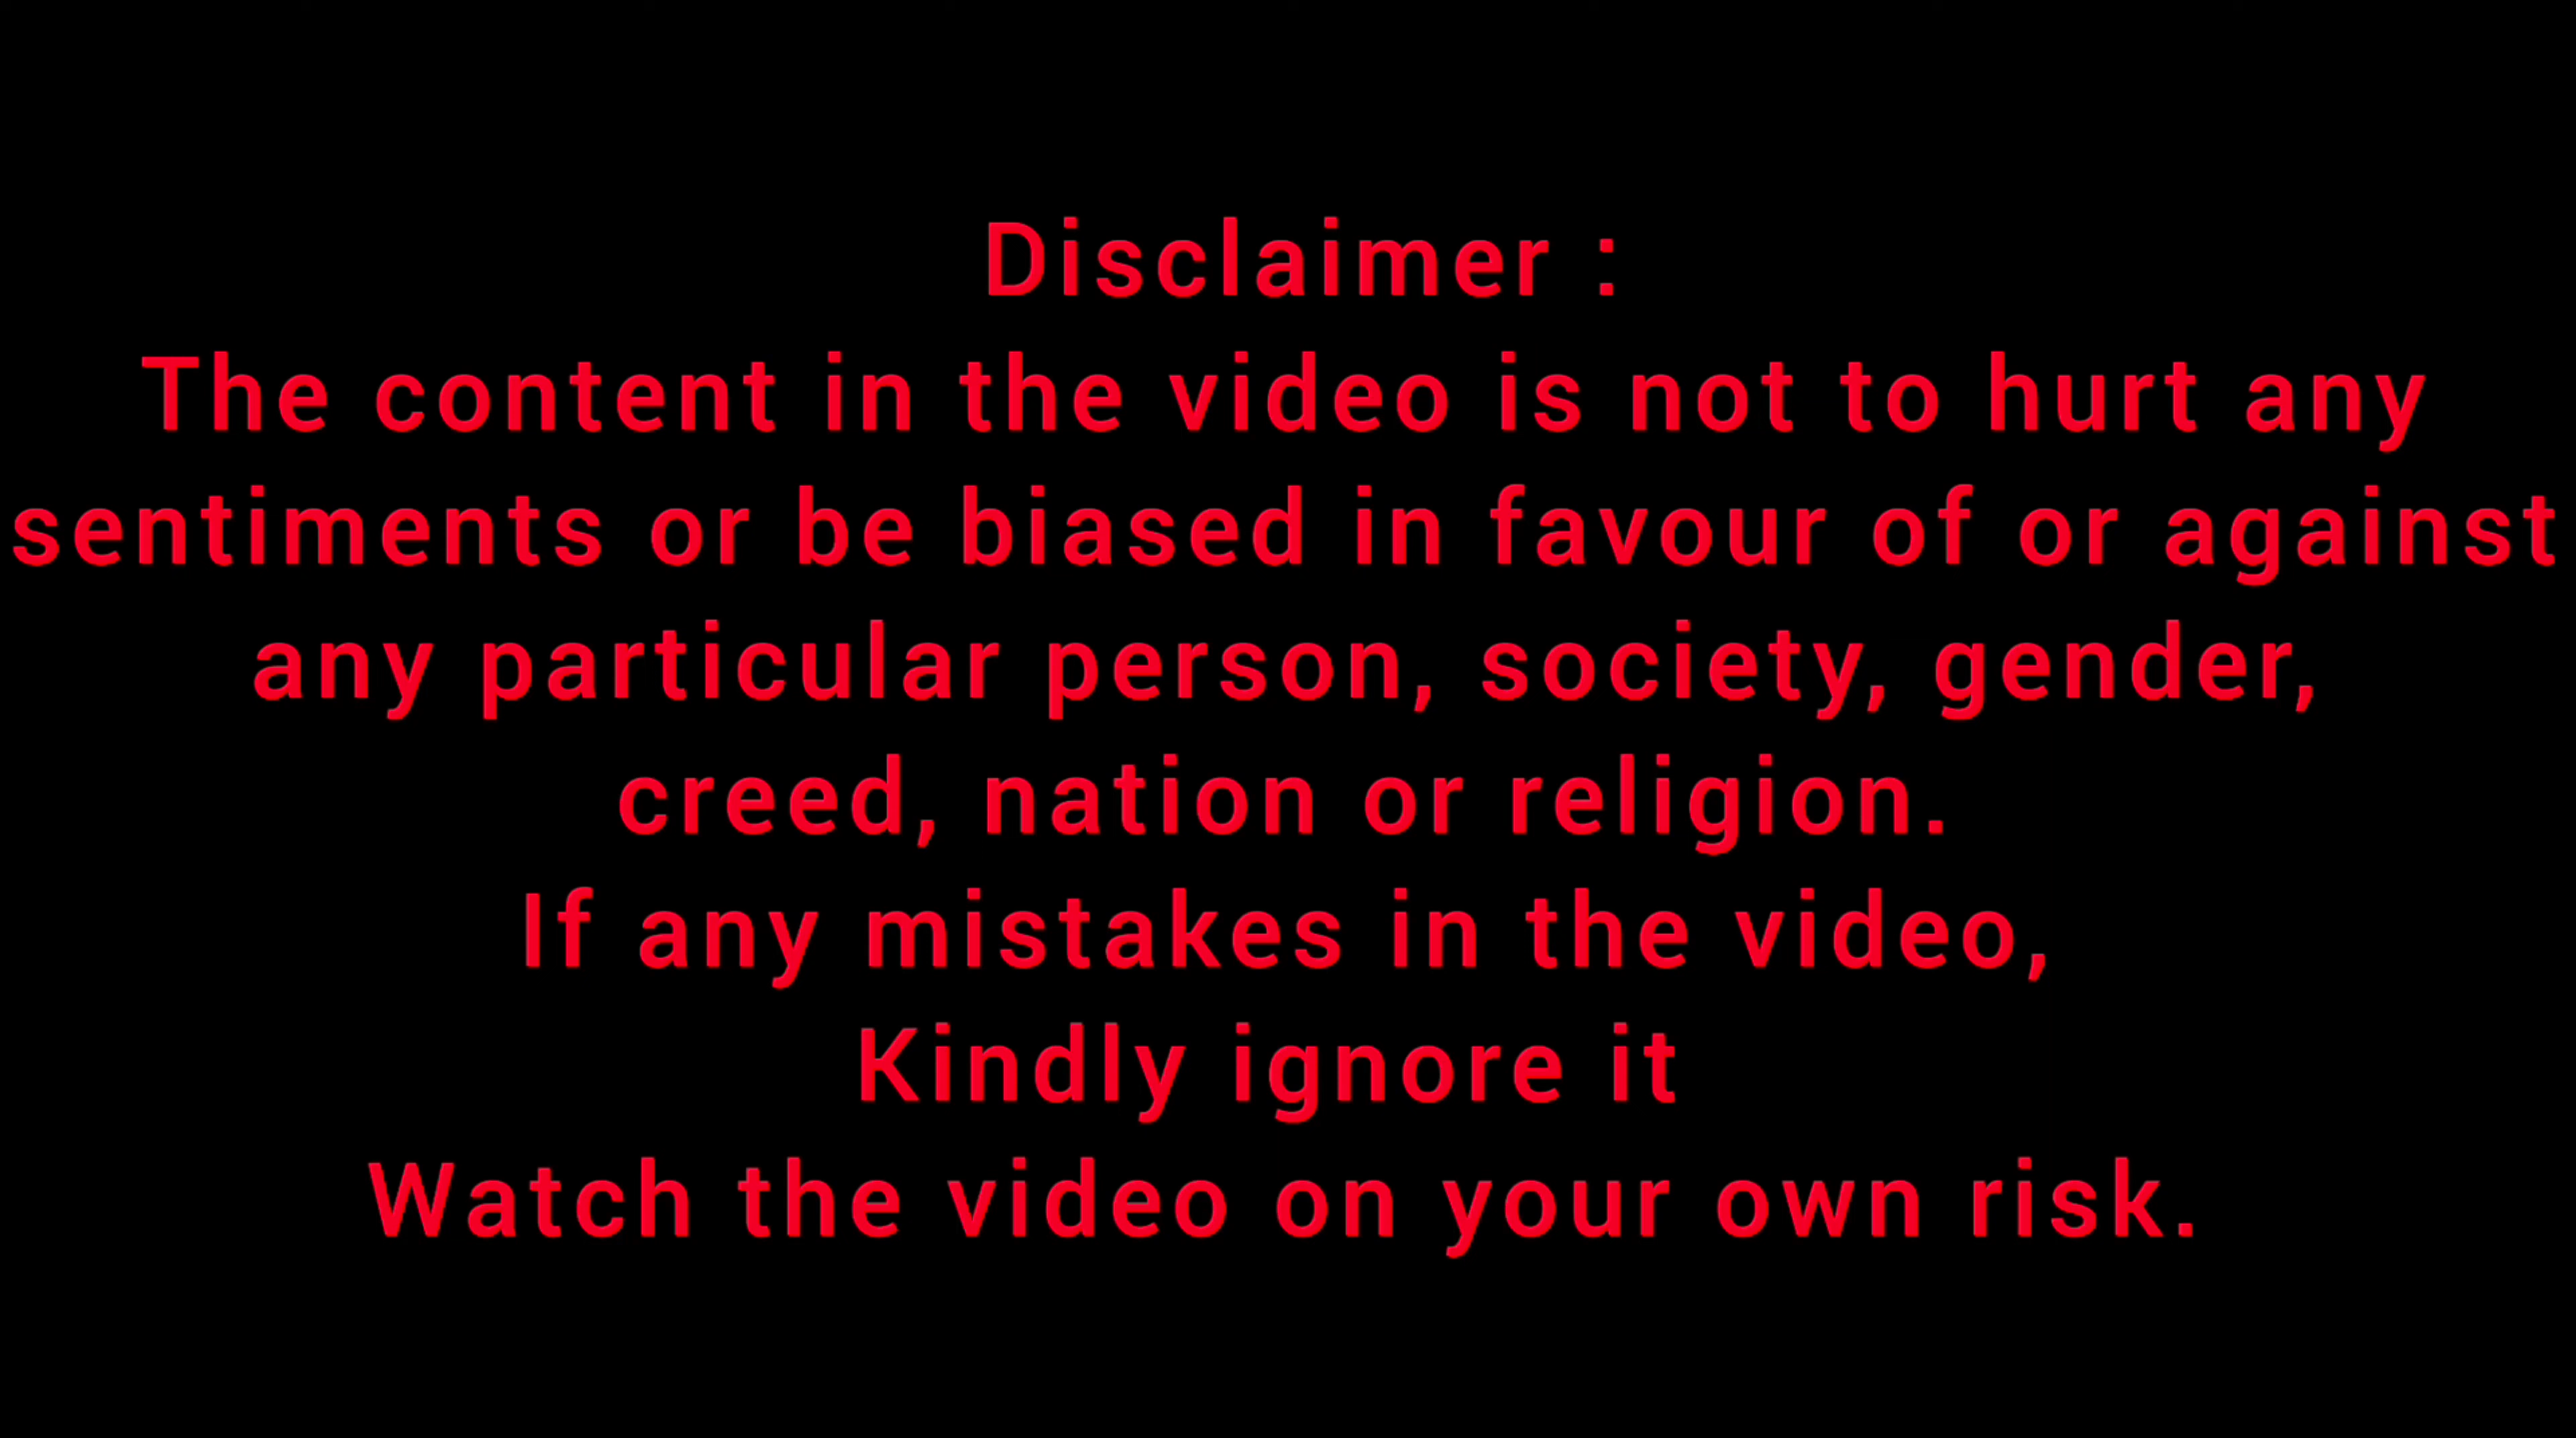 Disclaimer :
The content in the video is not to hurt any
sentiments or be biased in favour of or against
any particular person, society, gender,
creed, nation or religion.
If any mistakes in the video,
Kindly ignore it
Watch the video on your own risk.